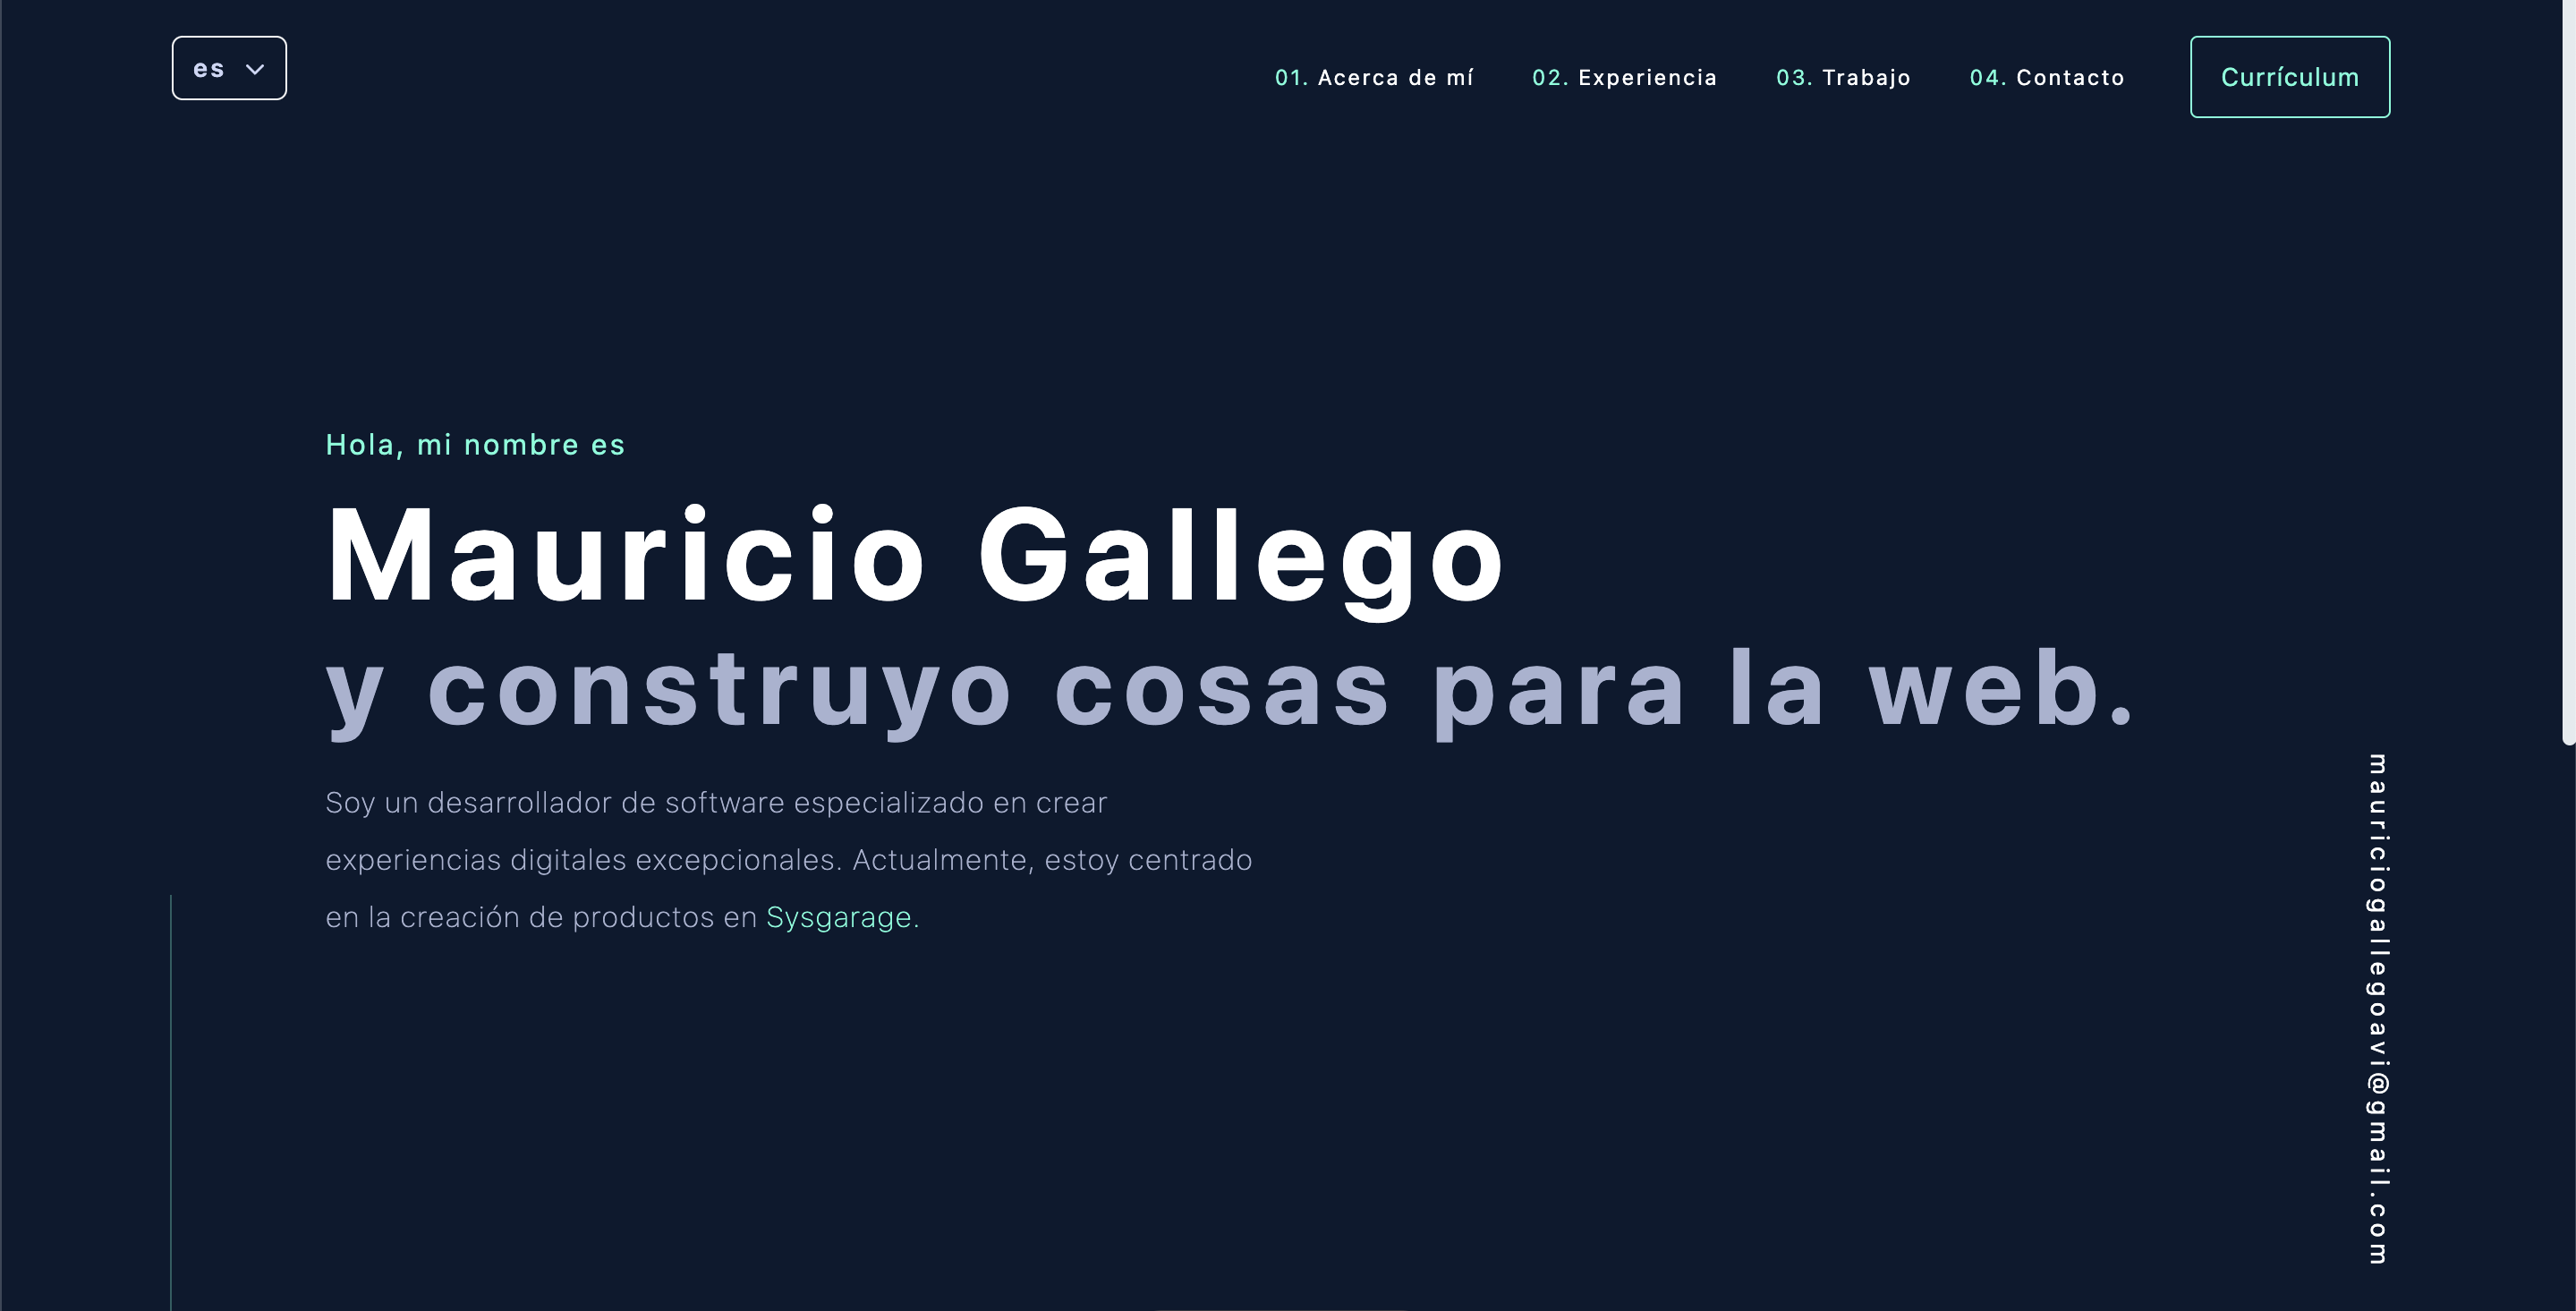 es
01. Acerca de mí
02. Experiencia
03. Trabajo
04. Contacto
Currículum
Hola, mi nombre es
Mauricio Gallego
y construyo cosas para la web.
Soy un desarrollador de software especializado en crear
experiencias digitales excepcionales. Actualmente, estoy centrado
en la creación de productos en Sysgarage.
mauriciogallegoavi@gmail.com